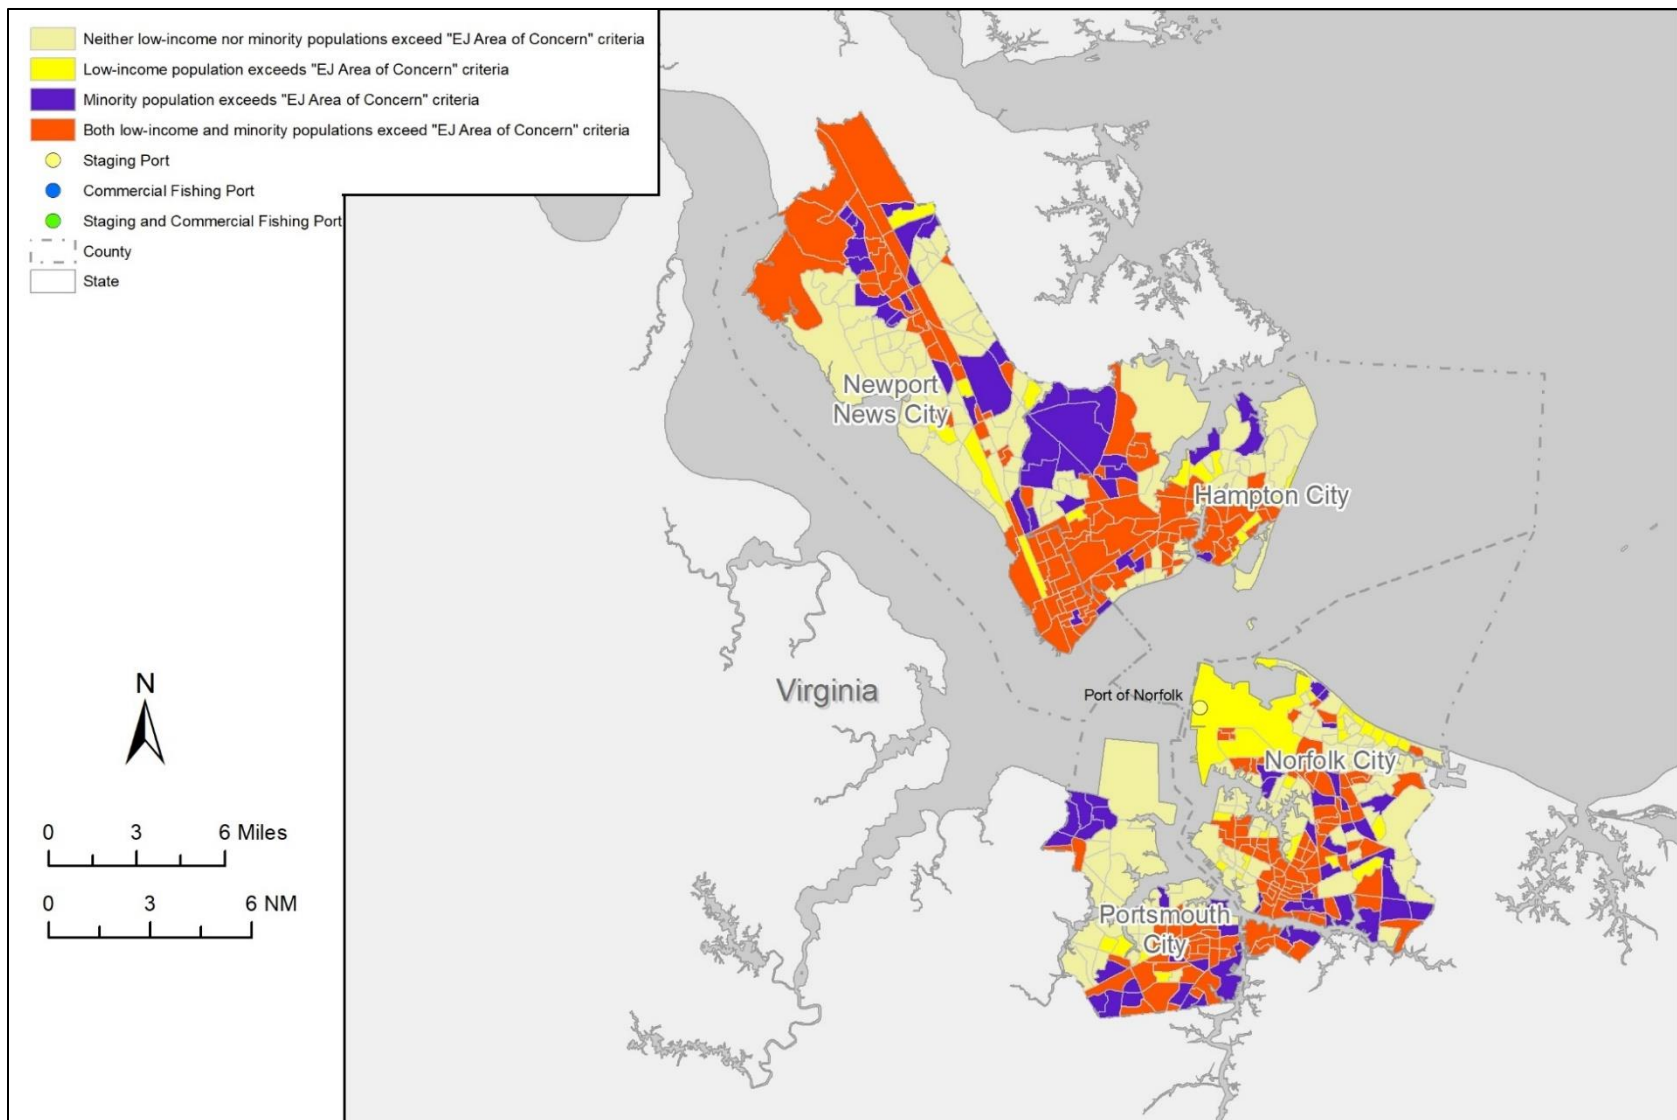 Neither low-income nor minority populations exceed "EJ Area of Concern" criteria
Low-income population exceeds "EJ Area of Concern" criteria
Minority population exceeds "EJ Area of Concern" criteria
Both low-income and minority populations exceed "EJ Area of Concern" criteria
Staging Port
Commercial Fishing Port
Staging and Commercial Fishing Port
County
State
Newport
News City
Hampton City
Virginia
Port of Norfolk
Norfolk City
Portsmouth
City
N
0 3 6 Miles
0 3 6 NM